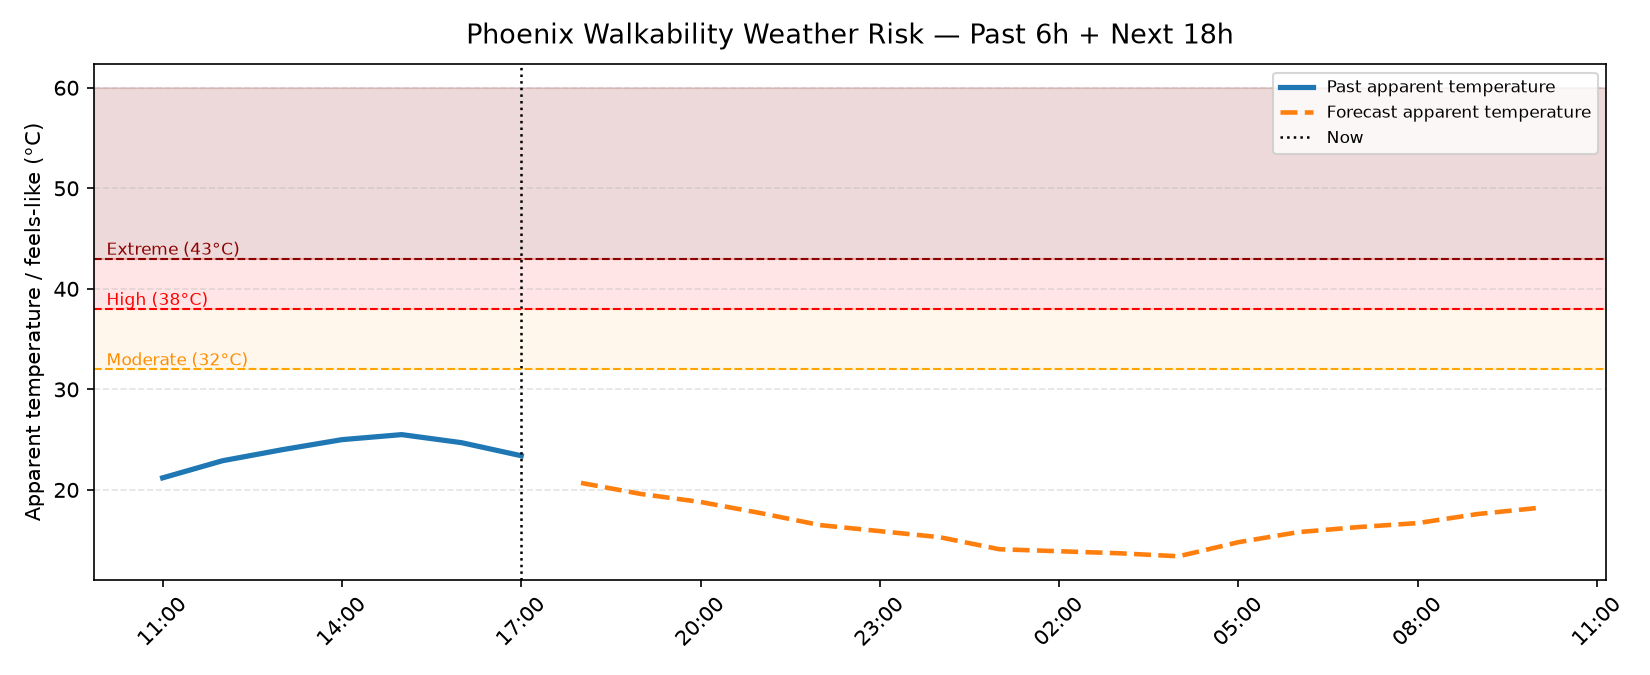 Phoenix Walkability Weather Risk — Past 6h + Next 18h
Apparent temperature / feels-like (°C)
60
50
40
30
20
Past apparent temperature
Forecast apparent temperature
Now
Extreme (43°C)
High (38°C)
Moderate (32°C)
11:00
14:00
17:00
20:00
23:00
02:00
05:00
08:00
11:00